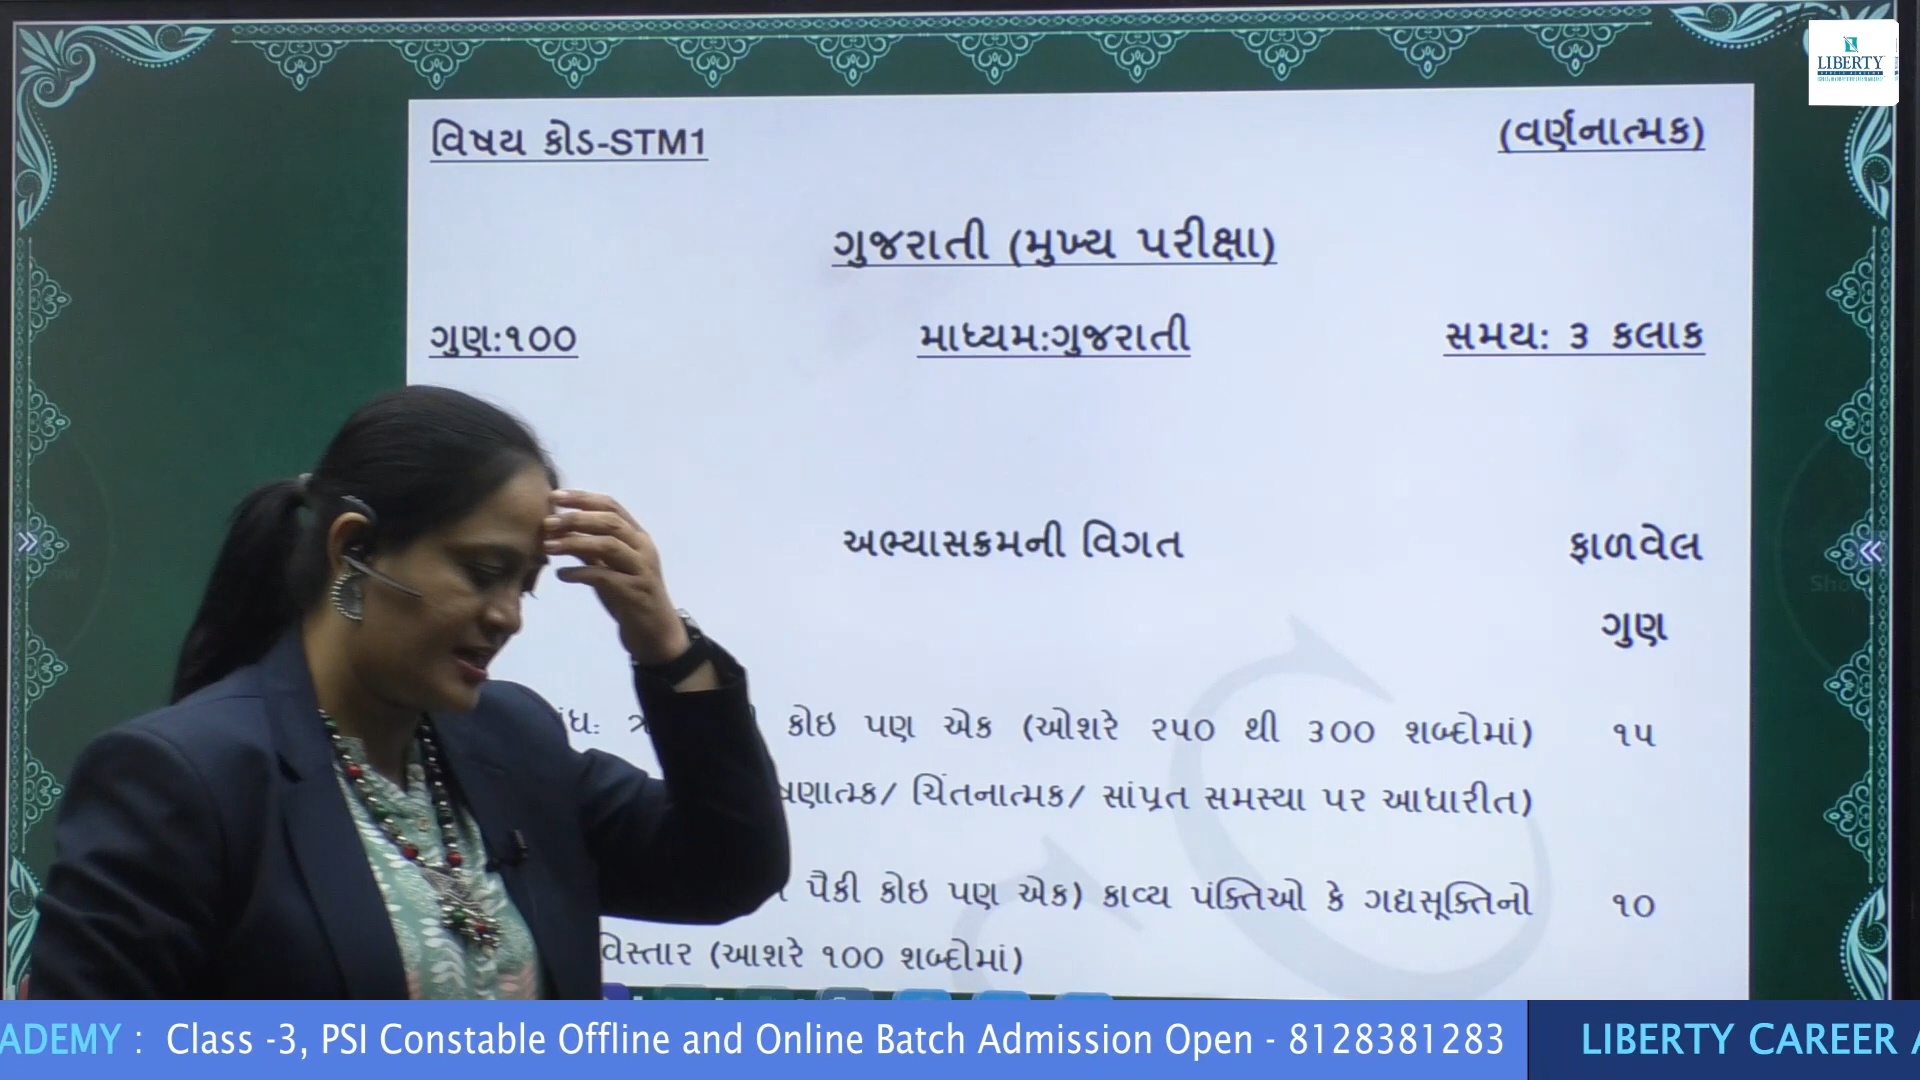 LIBERTY
વિષય કોડ-STM1
(વર્ણનાત્મક)
ગુજરાતી (મુખ્ય પરીક્ષા)
ગુણ:૧૦૦
માધ્યમ:ગુજરાતી
સમય: ૩ કલાક
અભ્યાસક્રમની વિગત
ફાળવેલ
ગુણ
કોઇ પણ એક (ઓશરે ૨૫૦ થી ૩૦૦ શબ્દોમાં) ૧૫
ચિંતનાત્મક/ સાંપ્રત સમસ્યા પર આધારીત)
પૈકી કોઇ પણ એક) કાવ્ય પંક્તિઓ કે ગદ્યસૂક્તિનો ૧૦
વિસ્તાર (આશરે ૧૦૦ શબ્દોમાં)
ADEMY : Class -3, PSI Constable Offline and Online Batch Admission Open - 8128381283
LIBERTY CAREER A